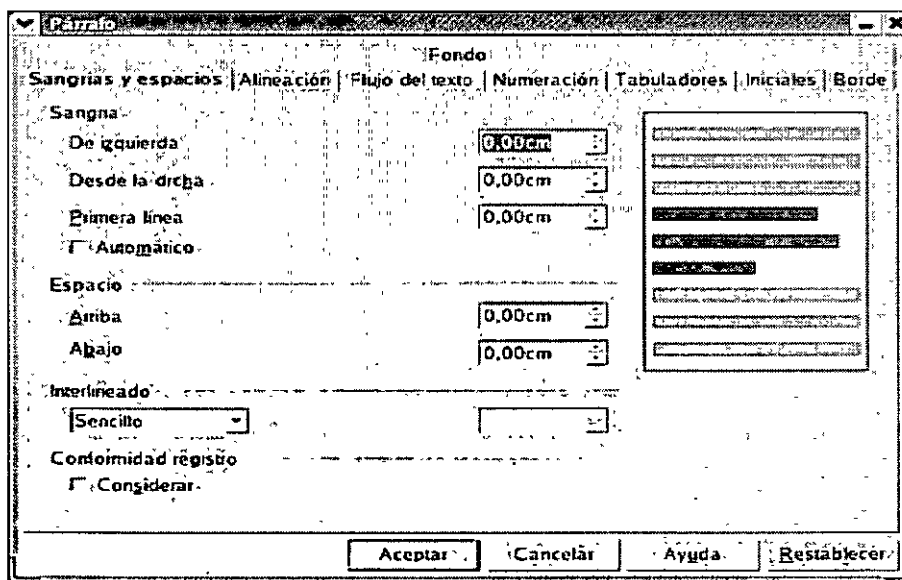 Párrafo
Fondo
Sangrías y espacios Alineación Flujo del texto Numeración Tabuladores Iniciales Borde
Sangria
De izquierda 0,00cm
Desde la drcha 0,00cm
Primera línea 0,00cm
Automático
Espacio
Arriba 0,00cm
Abajo 0,00cm
Interlineado
Sencillo
Conformidad registro
Considerar
Aceptar Cancelar Ayuda Restablecer